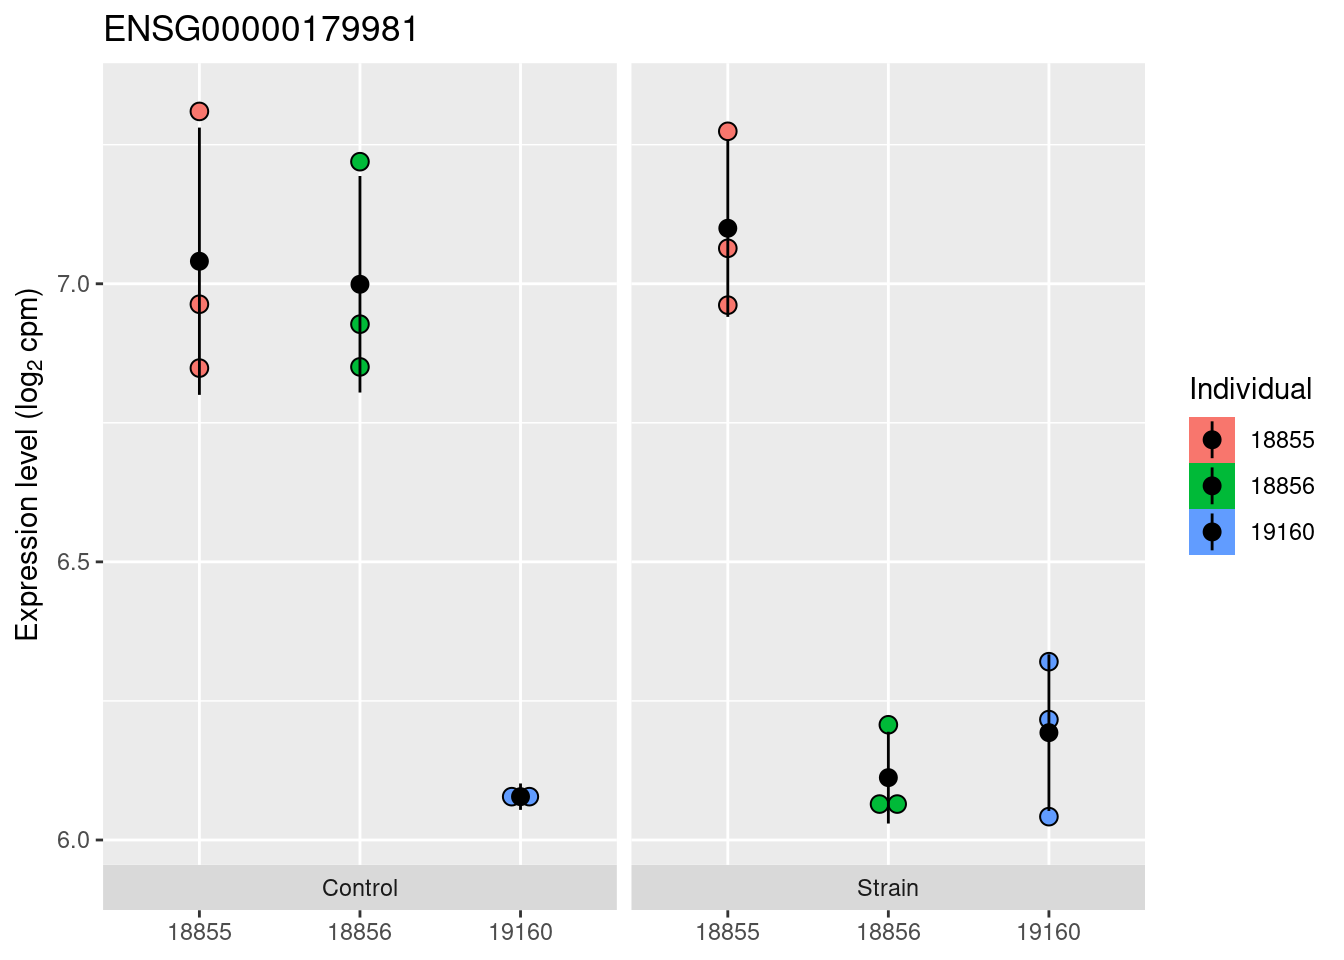 ENSG00000179981
Expression level (log2 cpm)
7.0
6.5
6.0
Control
Strain
18855
18856
19160
18855
18856
19160
Individual
18855
18856
19160